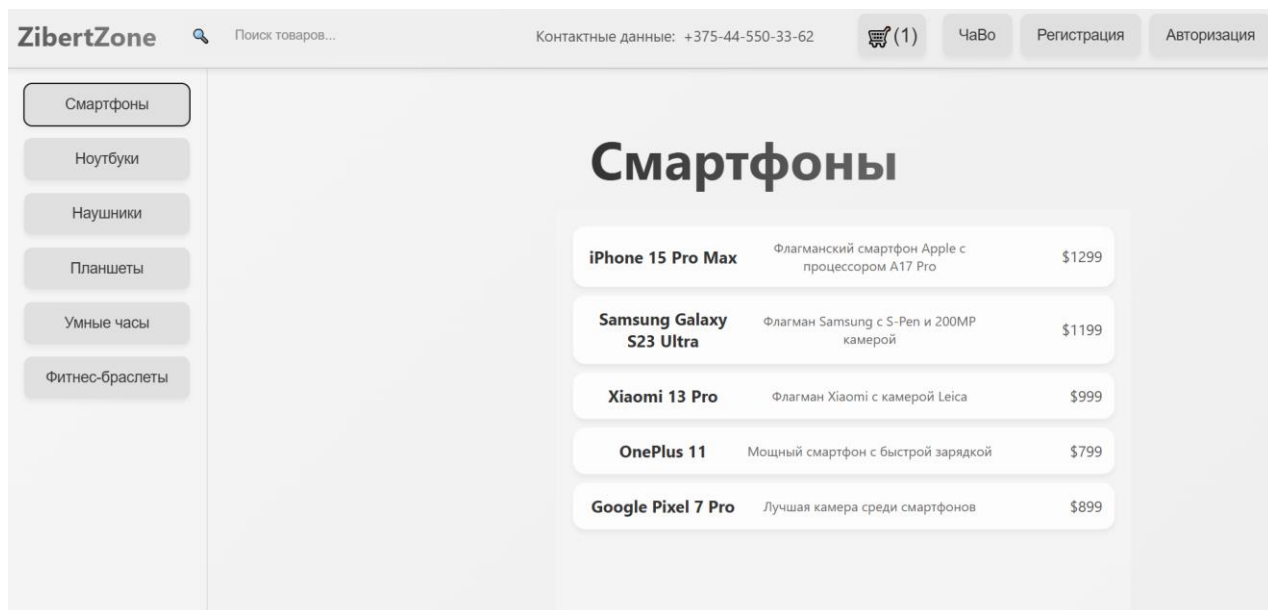 ZibertZone
Поиск товаров...
Контактные данные: +375-44-550-33-62
(1)
ЧаВо
Регистрация
Авторизация
Смартфоны
Ноутбуки
Наушники
Планшеты
Умные часы
Фитнес-браслеты
Смартфоны
iPhone 15 Pro Max
Флагманский смартфон Apple с
процессором A17 Pro
$1299
Samsung Galaxy
S23 Ultra
Флагман Samsung с S-Pen и 200MP
камерой
$1199
Xiaomi 13 Pro
Флагман Xiaomi с камерой Leica
$999
OnePlus 11
Мощный смартфон с быстрой зарядкой
$799
Google Pixel 7 Pro
Лучшая камера среди смартфонов
$899